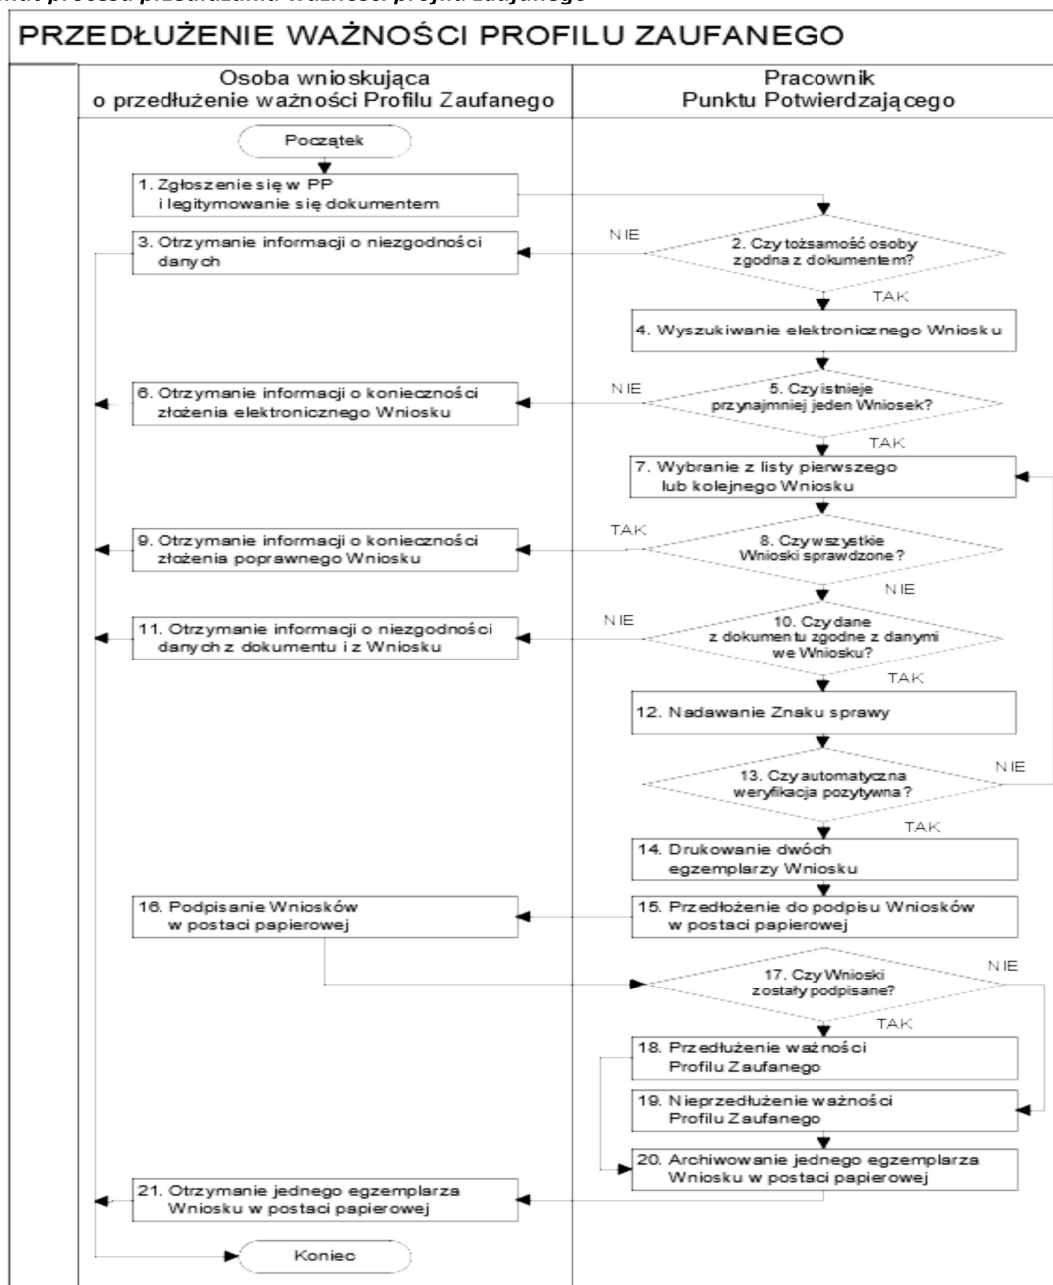 procesu przedłużania ważności profilu zaufanego
PRZEDŁUŻENIE WAŻNOŚCI PROFILU ZAUFANEGO
Osoba wnioskująca
o przedłużenie ważności Profilu Zaufanego
Pracownik
Punktu Potwierdzającego
Początek
1. Zgłoszenie się w PP
i legitymowanie się dokumentem
NIE
2. Czy tożsamość osoby
zgodna z dokumentem?
3. Otrzymanie informacji o niezgodności
danych
TAK
4. Wyszukiwanie elektronicznego Wniosku
NIE
5. Czy istnieje
przynajmniej jeden Wniosek?
6. Otrzymanie informacji o konieczności
złożenia elektronicznego Wniosku
TAK
7. Wybranie z listy pierwszego
lub kolejnego Wniosku
TAK
8. Czy wszystkie
Wnioski sprawdzone?
9. Otrzymanie informacji o konieczności
złożenia poprawnego Wniosku
NIE
NIE
10. Czy dane
z dokumentu zgodne z danymi
we Wniosku?
11. Otrzymanie informacji o niezgodności
danych z dokumentu i z Wniosku
TAK
12. Nadawanie Znaku sprawy
NIE
13. Czy automatyczna
weryfikacja pozytywna?
TAK
14. Drukowanie dwóch
egzemplarzy Wniosku
15. Przedłożenie do podpisu Wniosków
w postaci papierowej
16. Podpisanie Wniosków
w postaci papierowej
NIE
17. Czy Wnioski
zostały podpisane?
TAK
18. Przedłużenie ważności
Profilu Zaufanego
19. Nieprzedłużenie ważności
Profilu Zaufanego
20. Archiwowanie jednego egzemplarza
Wniosku w postaci papierowej
21. Otrzymanie jednego egzemplarza
Wniosku w postaci papierowej
Koniec